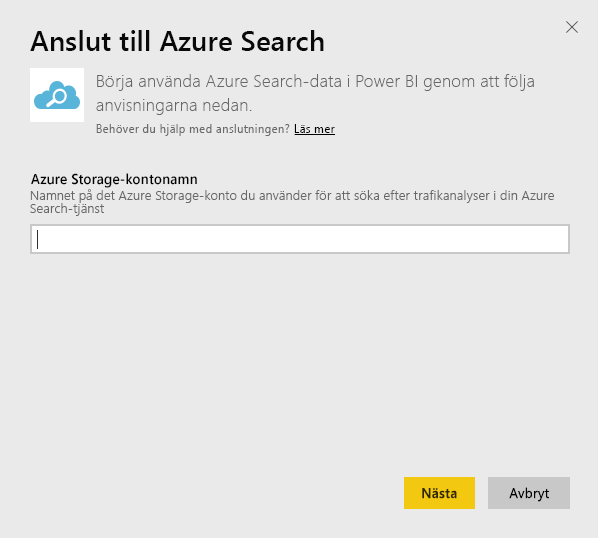 Anslut till Azure Search
Börja använda Azure Search-data i Power BI genom att följa
anvisningarna nedan.
Behöver du hjälp med anslutningen? Läs mer
Azure Storage-kontonamn
Namnet på det Azure Storage-konto du använder för att söka efter trafikanalyser i din Azure
Search-tjänst
Nästa
Avbryt